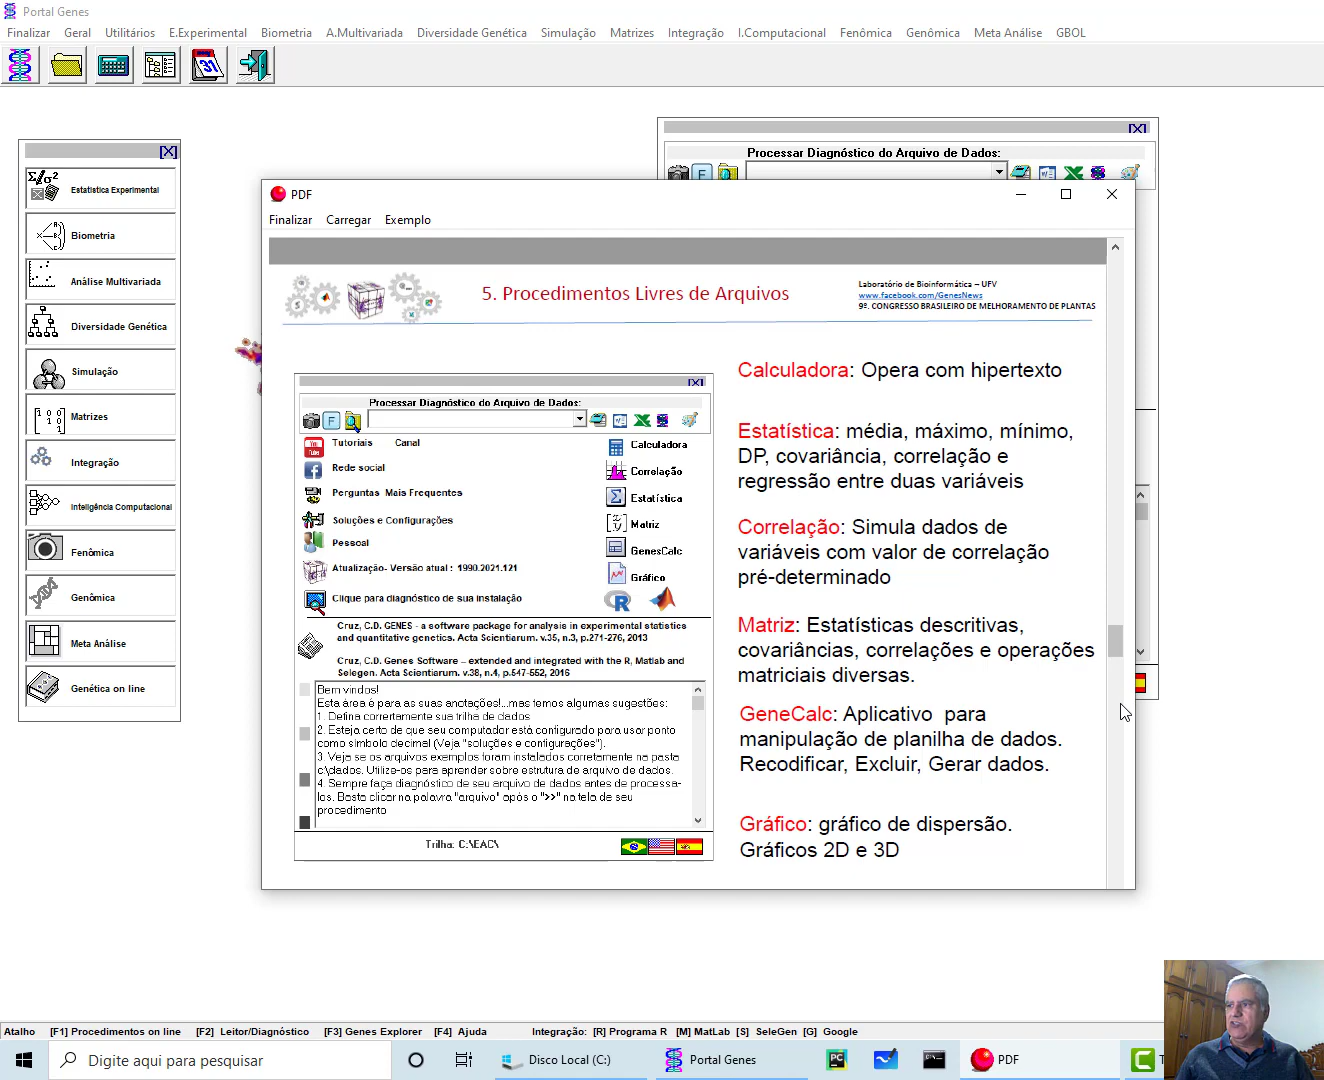 Portal Genes
Finalizar Geral Utilitários E.Experimental Biometria A.Multivariada Diversidade Genética Simulação Matrizes Integração I.Computacional Fenômica Genômica Meta Análise GBOL
[X]
Estatistica Experimental
Biometria
Análise Multivariada
Diversidade Genética
Simulação
Matrizes
Integração
Inteligência Computacional
Fenômica
Genômica
Meta Análise
Genética on line
[X]
Processar Diagnóstico do Arquivo de Dados:
PDF
Finalizar Carregar Exemplo
5. Procedimentos Livres de Arquivos
Laboratório de Bioinformática – UFV
www.facebook.com/GenesNews
9º. CONGRESSO BRASILEIRO DE MELHORAMENTO DE PLANTAS
[X]
Processar Diagnóstico do Arquivo de Dados:
Tutoriais Canal
Rede social
Perguntas Mais Frequentes
Soluções e Configurações
Pessoal
Atualização- Versão atual : 1990.2021.121
Clique para diagnóstico de sua instalação
Calculadora
Correlação
Estatística
Matriz
GenesCalc
Gráfico
Cruz, C.D. GENES - a software package for analysis in experimental statistics
and quantitative genetics. Acta Scientiarum. v.35, n.3, p.271-276, 2013
Cruz, C.D. Genes Software – extended and integrated with the R, Matlab and
Selegen. Acta Scientiarum. v.38, n.4, p.547-552, 2016
Bem vindos!
Esta área é para as suas anotações!...mas temos algumas sugestões:
1. Defina corretamente sua trilha de dados
2. Esteja certo de que seu computador está configurado para usar ponto
como símbolo decimal (Veja "soluções e configurações").
3. Veja se os arquivos exemplos foram instalados corretamente na pasta
c:\dados. Utilize-os para aprender sobre estrutura de arquivo de dados.
4. Sempre faça diagnóstico de seu arquivo de dados antes de processa-
los. Basta clicar na palavra "arquivo" após o ">>" na tela de seu
procedimento
Trilha: C:\EAC\
Calculadora: Opera com hipertexto
Estatística: média, máximo, mínimo,
DP, covariância, correlação e
regressão entre duas variáveis
Correlação: Simula dados de
variáveis com valor de correlação
pré-determinado
Matriz: Estatísticas descritivas,
covariâncias, correlações e operações
matriciais diversas.
GeneCalc: Aplicativo para
manipulação de planilha de dados.
Recodificar, Excluir, Gerar dados.
Gráfico: gráfico de dispersão.
Gráficos 2D e 3D
Atalho [F1] Procedimentos on line [F2] Leitor/Diagnóstico [F3] Genes Explorer [F4] Ajuda Integração: [R] Programa R [M] MatLab [S] SeleGen [G] Google
Digite aqui para pesquisar
Disco Local (C:)
Portal Genes
PDF